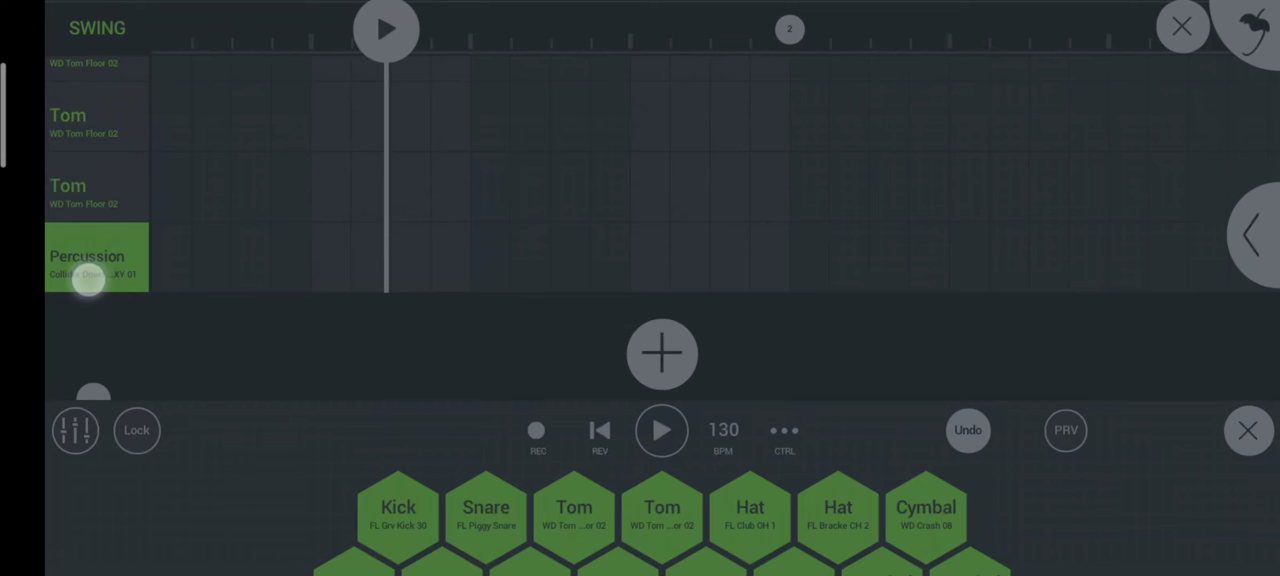 SWING
2
WD Tom Floor 02
Tom
WD Tom Floor 02
Tom
WD Tom Floor 02
Percussion
XY 01
Lock
130
Undo
PRV
REC
REV
BPM
CTRL
Kick
FL Grv Kick 30
Snare
FL Piggy Snare
Tom
WD Tom ...or 02
Tom
WD Tom ...or 02
Hat
FL Club OH 1
Hat
FL Bracke CH 2
Cymbal
WD Crash 08